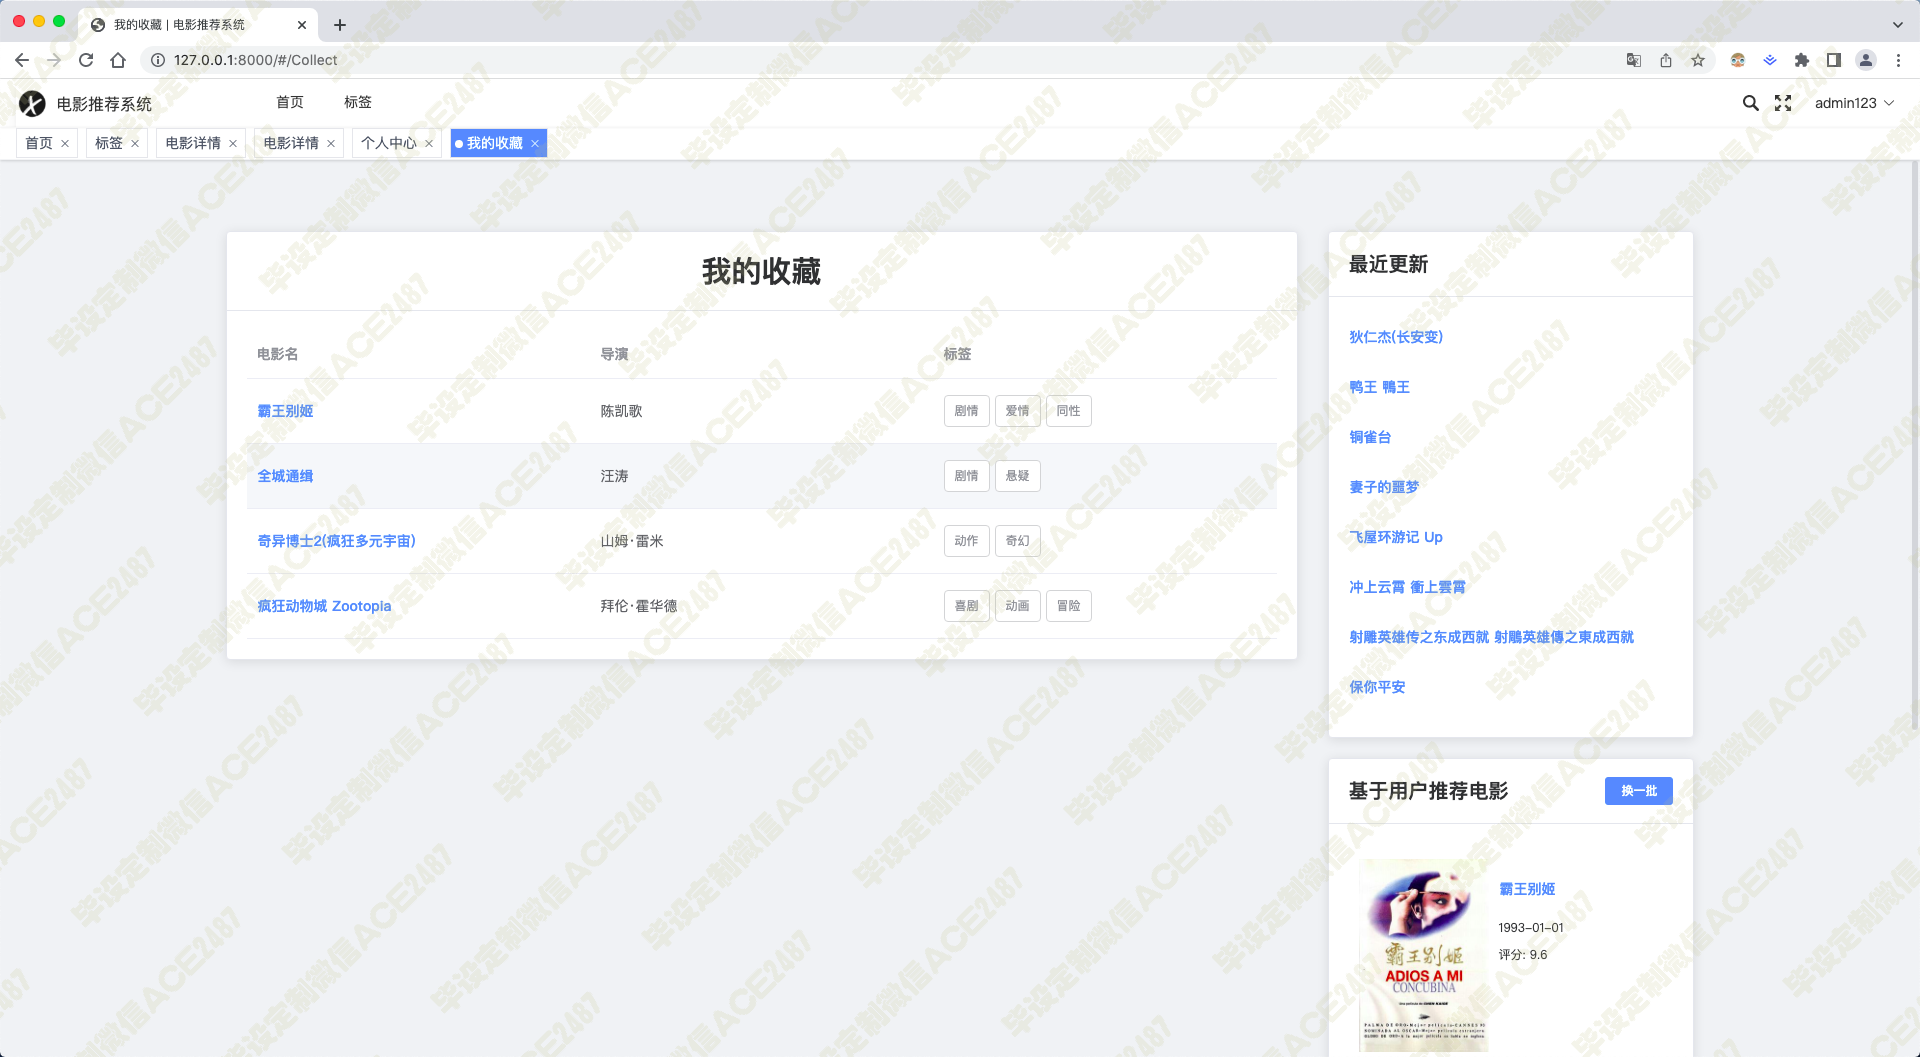 我的收藏 | 电影推荐系统
127.0.0.1:8000/#/Collect
电影推荐系统 首页 标签 admin123
首页 标签 电影详情 电影详情 个人中心 我的收藏
我的收藏
电影名 导演 标签
霸王别姬 陈凯歌 剧情 爱情 同性
全城通缉 汪涛 剧情 悬疑
奇异博士2(疯狂多元宇宙) 山姆·雷米 动作 奇幻
疯狂动物城 Zootopia 拜伦·霍华德 喜剧 动画 冒险
最近更新
狄仁杰(长安变)
鸭王 鴨王
铜雀台
妻子的噩梦
飞屋环游记 Up
冲上云霄 衝上雲霄
射雕英雄传之东成西就 射鵰英雄傳之東成西就
保你平安
基于用户推荐电影 换一批
霸王别姬
1993-01-01
评分: 9.6
霸王别姬
ADIOS A MI
CONCUBINA
毕设定制微信ACE2487